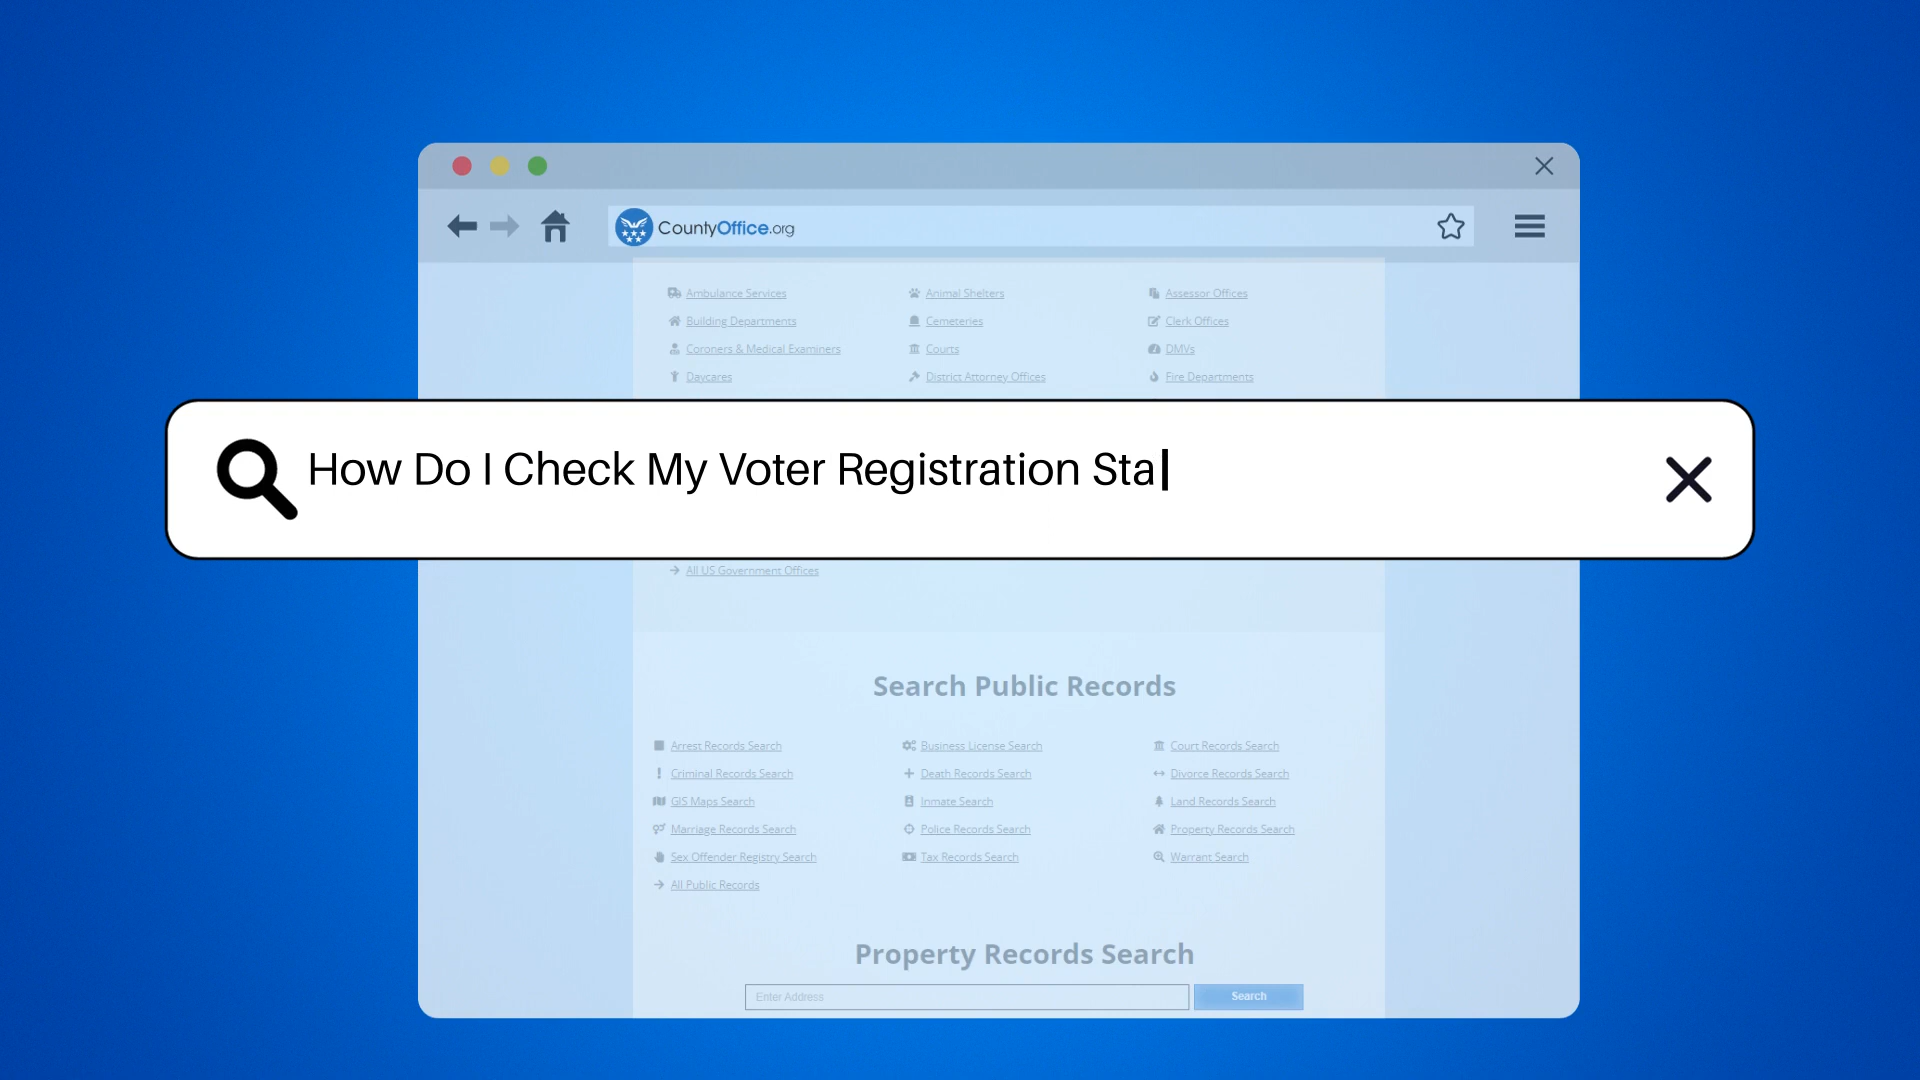 CountyOffice.org
Ambulance Services Animal Shelters Assessor Offices
Building Departments Cemeteries Clerk Offices
Coroners & Medical Examiners Courts DMVs
Daycares District Attorney Offices Fire Departments
How Do I Check My Voter Registration Sta
All US Government Offices
Search Public Records
Arrest Records Search Business License Search Court Records Search
Criminal Records Search Death Records Search Divorce Records Search
GIS Maps Search Inmate Search Land Records Search
Marriage Records Search Police Records Search Property Records Search
Sex Offender Registry Search Tax Records Search Warrant Search
All Public Records
Property Records Search
Enter Address Search